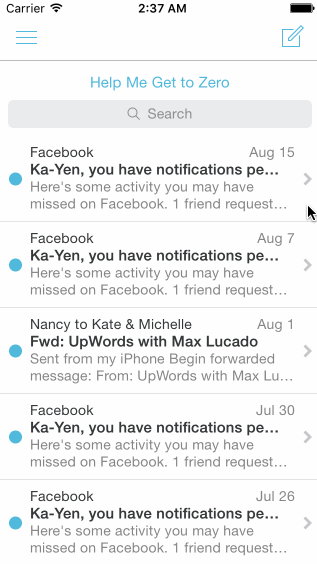 Carrier 2:37 AM
Help Me Get to Zero
Search
Facebook Aug 15
Ka-Yen, you have notifications pe...
Here's some activity you may have
missed on Facebook. 1 friend request...
Facebook Aug 7
Ka-Yen, you have notifications pe...
Here's some activity you may have
missed on Facebook. 1 friend request...
Nancy to Kate & Michelle Aug 1
Fwd: UpWords with Max Lucado
Sent from my iPhone Begin forwarded
message: From: UpWords with Max Lu...
Facebook Jul 30
Ka-Yen, you have notifications pe...
Here's some activity you may have
missed on Facebook. 1 friend request...
Facebook Jul 26
Ka-Yen, you have notifications pe...
Here's some activity you may have
missed on Facebook. 1 friend request...